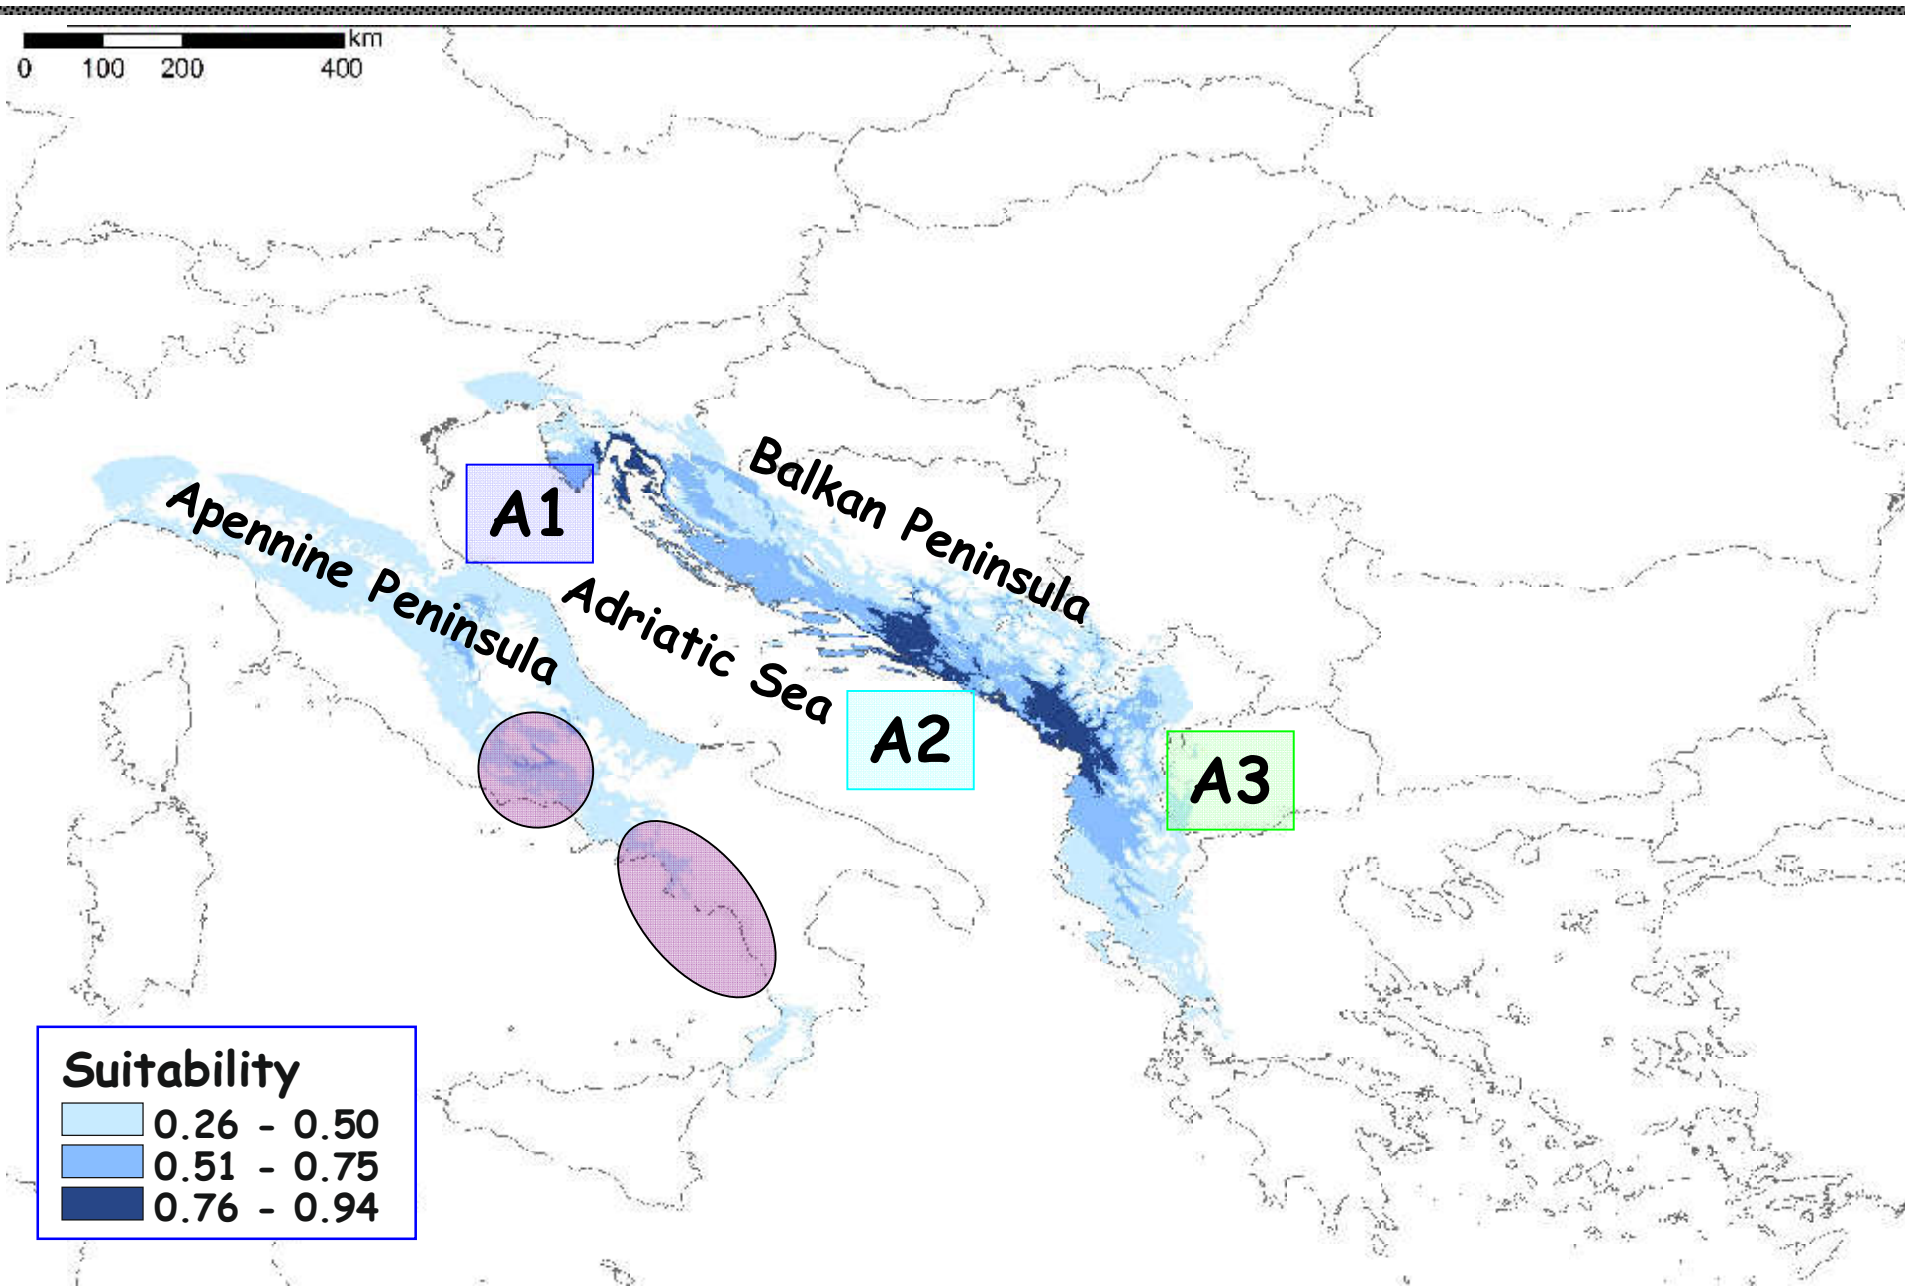 km
0 100 200 400
Balkan Peninsula
Apennine Peninsula
A1
Adriatic Sea
A2
A3
Suitability
0.26 - 0.50
0.51 - 0.75
0.76 - 0.94